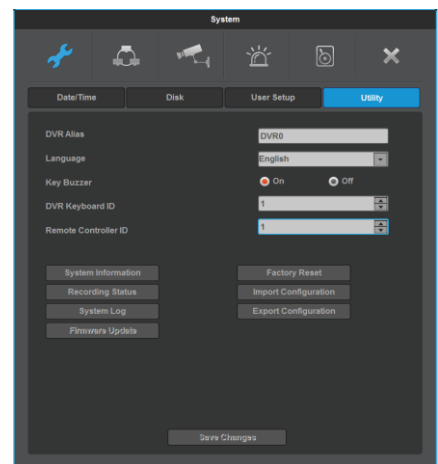 System
Date/Time Disk User Setup Utility
DVR Alias DVR0
Language English
Key Buzzer On Off
DVR Keyboard ID 1
Remote Controller ID 1
System Information Factory Reset
Recording Status Import Configuration
System Log Export Configuration
Firmware Update
Save Changes